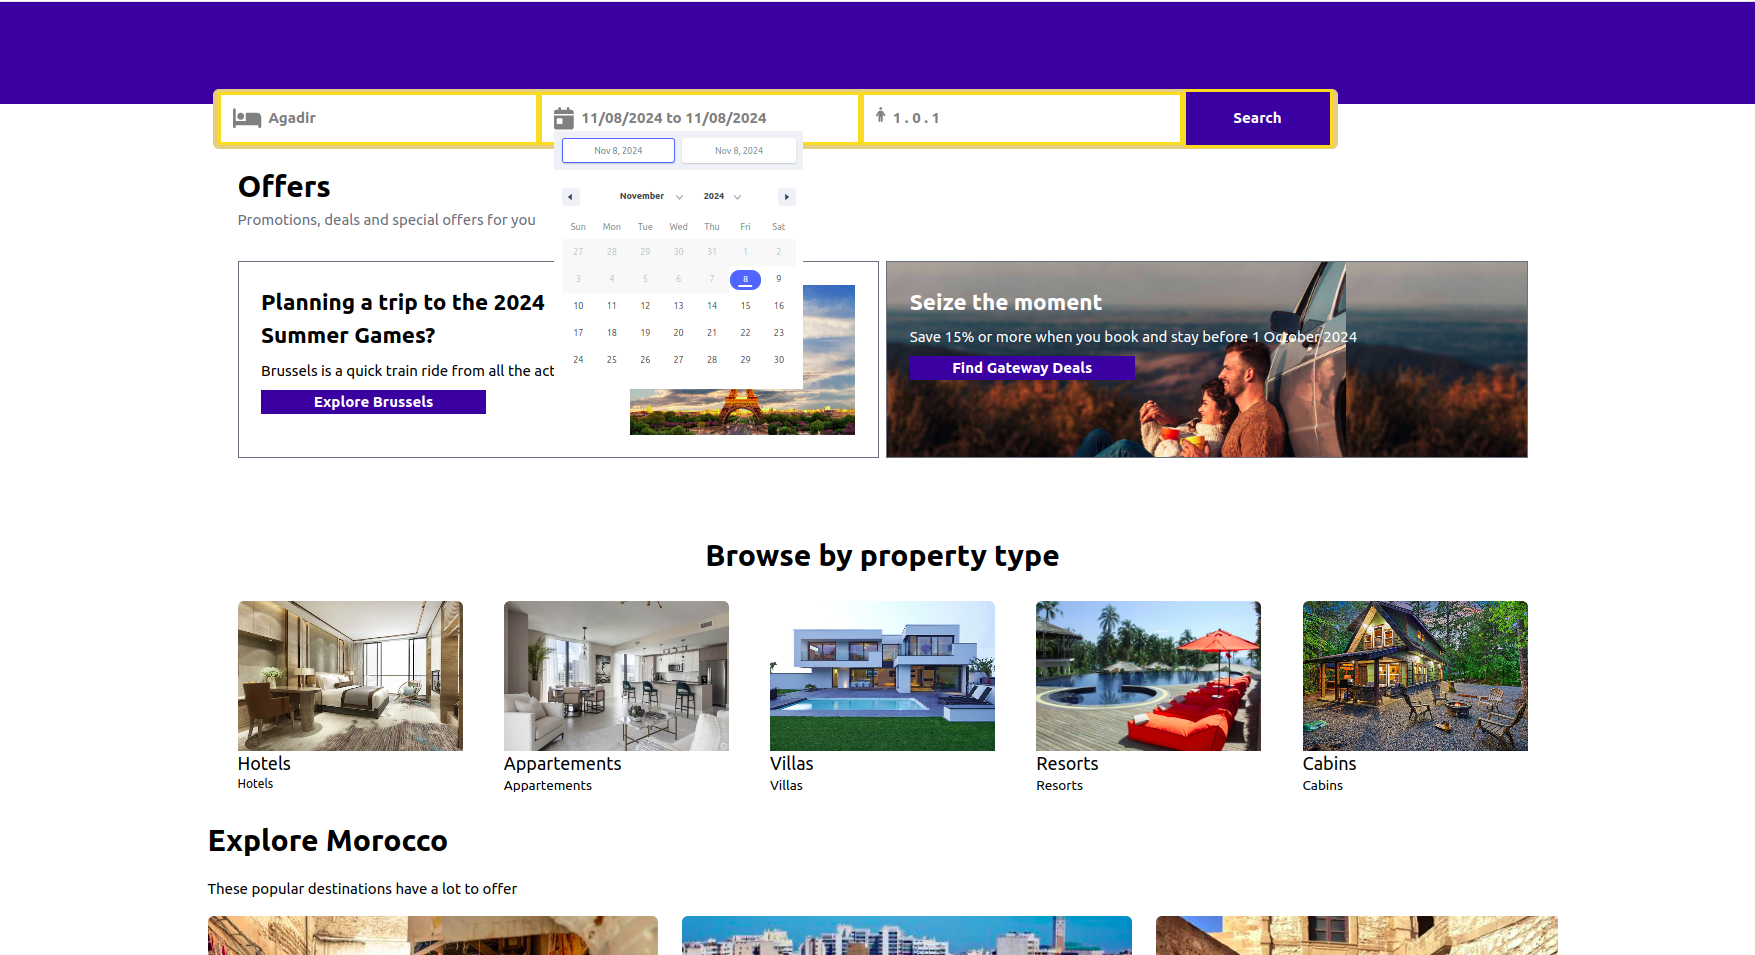 Agadir
11/08/2024 to 11/08/2024
1 . 0 . 1
Search
Nov 8, 2024
Nov 8, 2024
November
2024
Sun Mon Tue Wed Thu Fri Sat
27 28 29 30 31 1 2
3 4 5 6 7 8 9
10 11 12 13 14 15 16
17 18 19 20 21 22 23
24 25 26 27 28 29 30
Offers
Promotions, deals and special offers for you
Planning a trip to the 2024
Summer Games?
Brussels is a quick train ride from all the act
Explore Brussels
Seize the moment
Save 15% or more when you book and stay before 1 October 2024
Find Gateway Deals
Browse by property type
Hotels
Hotels
Appartements
Appartements
Villas
Villas
Resorts
Resorts
Cabins
Cabins
Explore Morocco
These popular destinations have a lot to offer